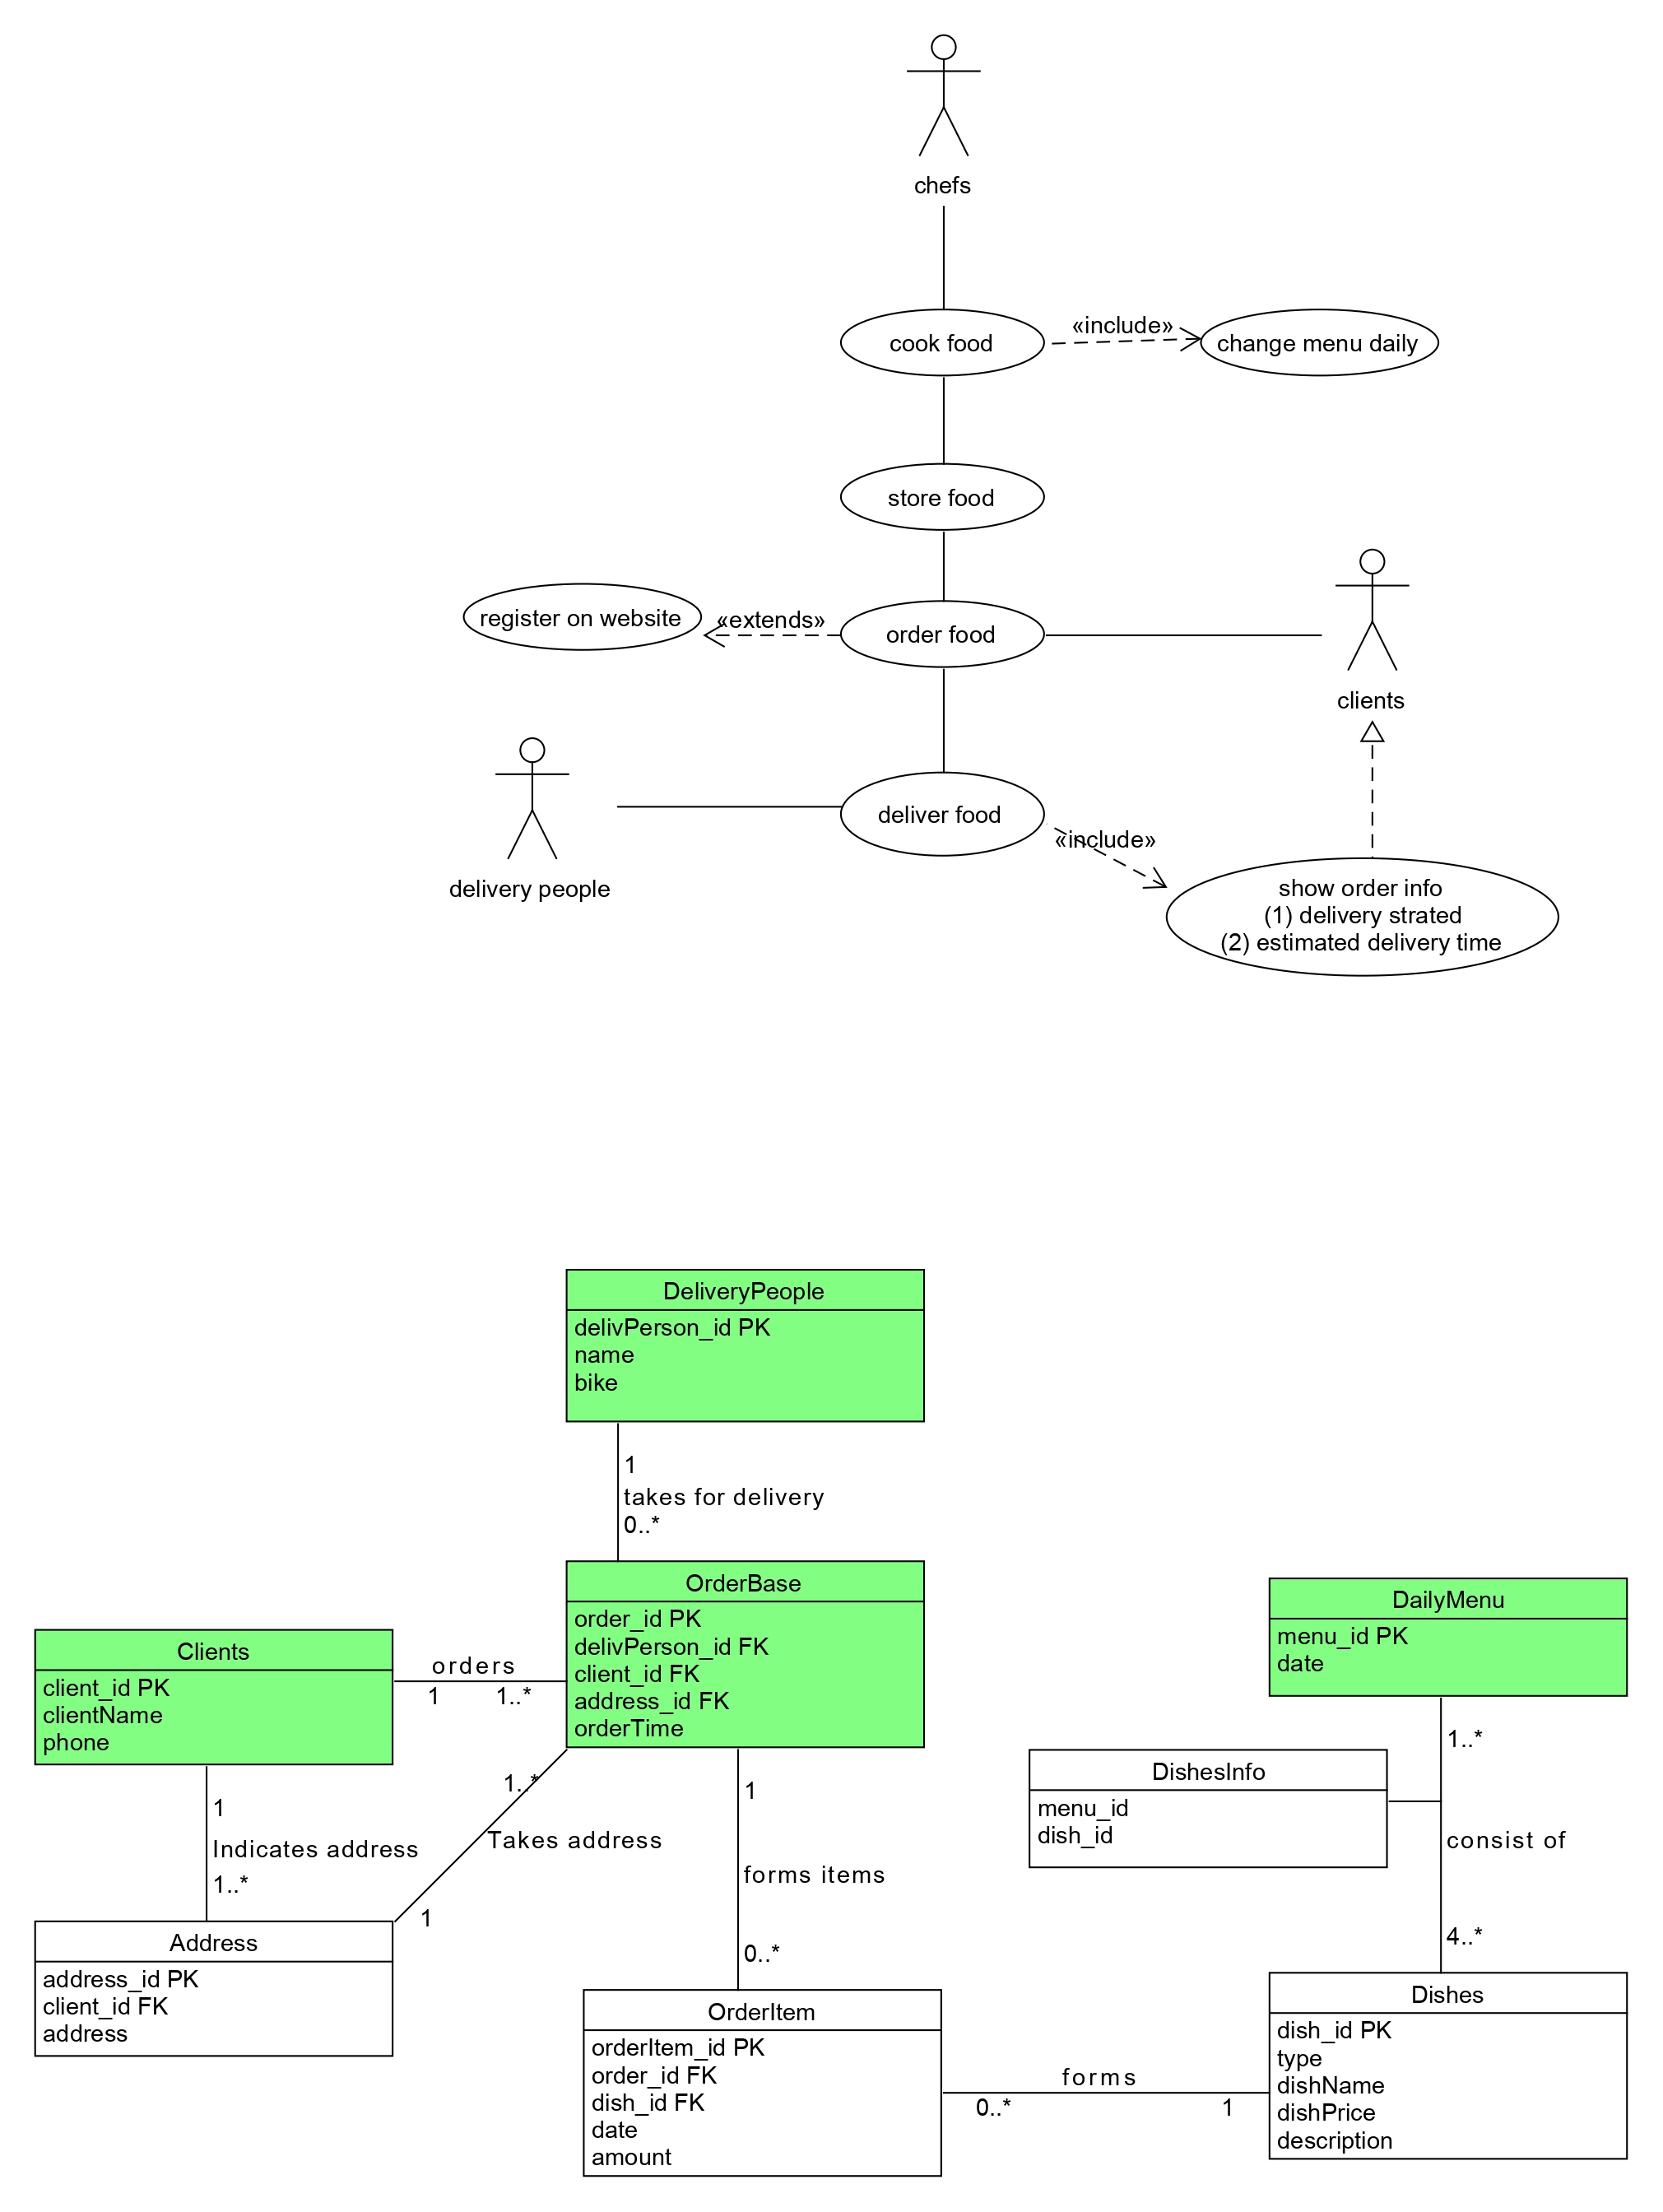 chefs
cook food
«include»
change menu daily
store food
register on website
«extends»
order food
clients
delivery people
deliver food
«include»
show order info
(1) delivery strated
(2) estimated delivery time
DeliveryPeople
delivPerson_id PK
name
bike
1
takes for delivery
0..*
OrderBase
order_id PK
delivPerson_id FK
client_id FK
address_id FK
orderTime
Clients
client_id PK
clientName
phone
orders
1
1..*
DailyMenu
menu_id PK
date
1..*
consist of
4..*
DishesInfo
menu_id
dish_id
1
Indicates address
1..*
1..*
Takes address
1
1
forms items
0..*
Address
address_id PK
client_id FK
address
OrderItem
orderItem_id PK
order_id FK
dish_id FK
date
amount
forms
0..*
1
Dishes
dish_id PK
type
dishName
dishPrice
description